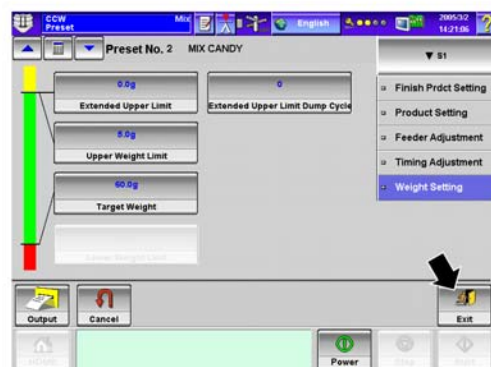 CCW
Preset
Mix
English
2005/3/2
14:21:06
?
Preset No. 2 MIX CANDY
▼ S1
0.0g
Extended Upper Limit
0
Extended Upper Limit Dump Cycle
5.0g
Upper Weight Limit
60.0g
Target Weight
Lower Weight Limit
Finish Prdct Setting
Product Setting
Feeder Adjustment
Timing Adjustment
Weight Setting
Output
Cancel
Exit
HOME
Power
Stop
Start